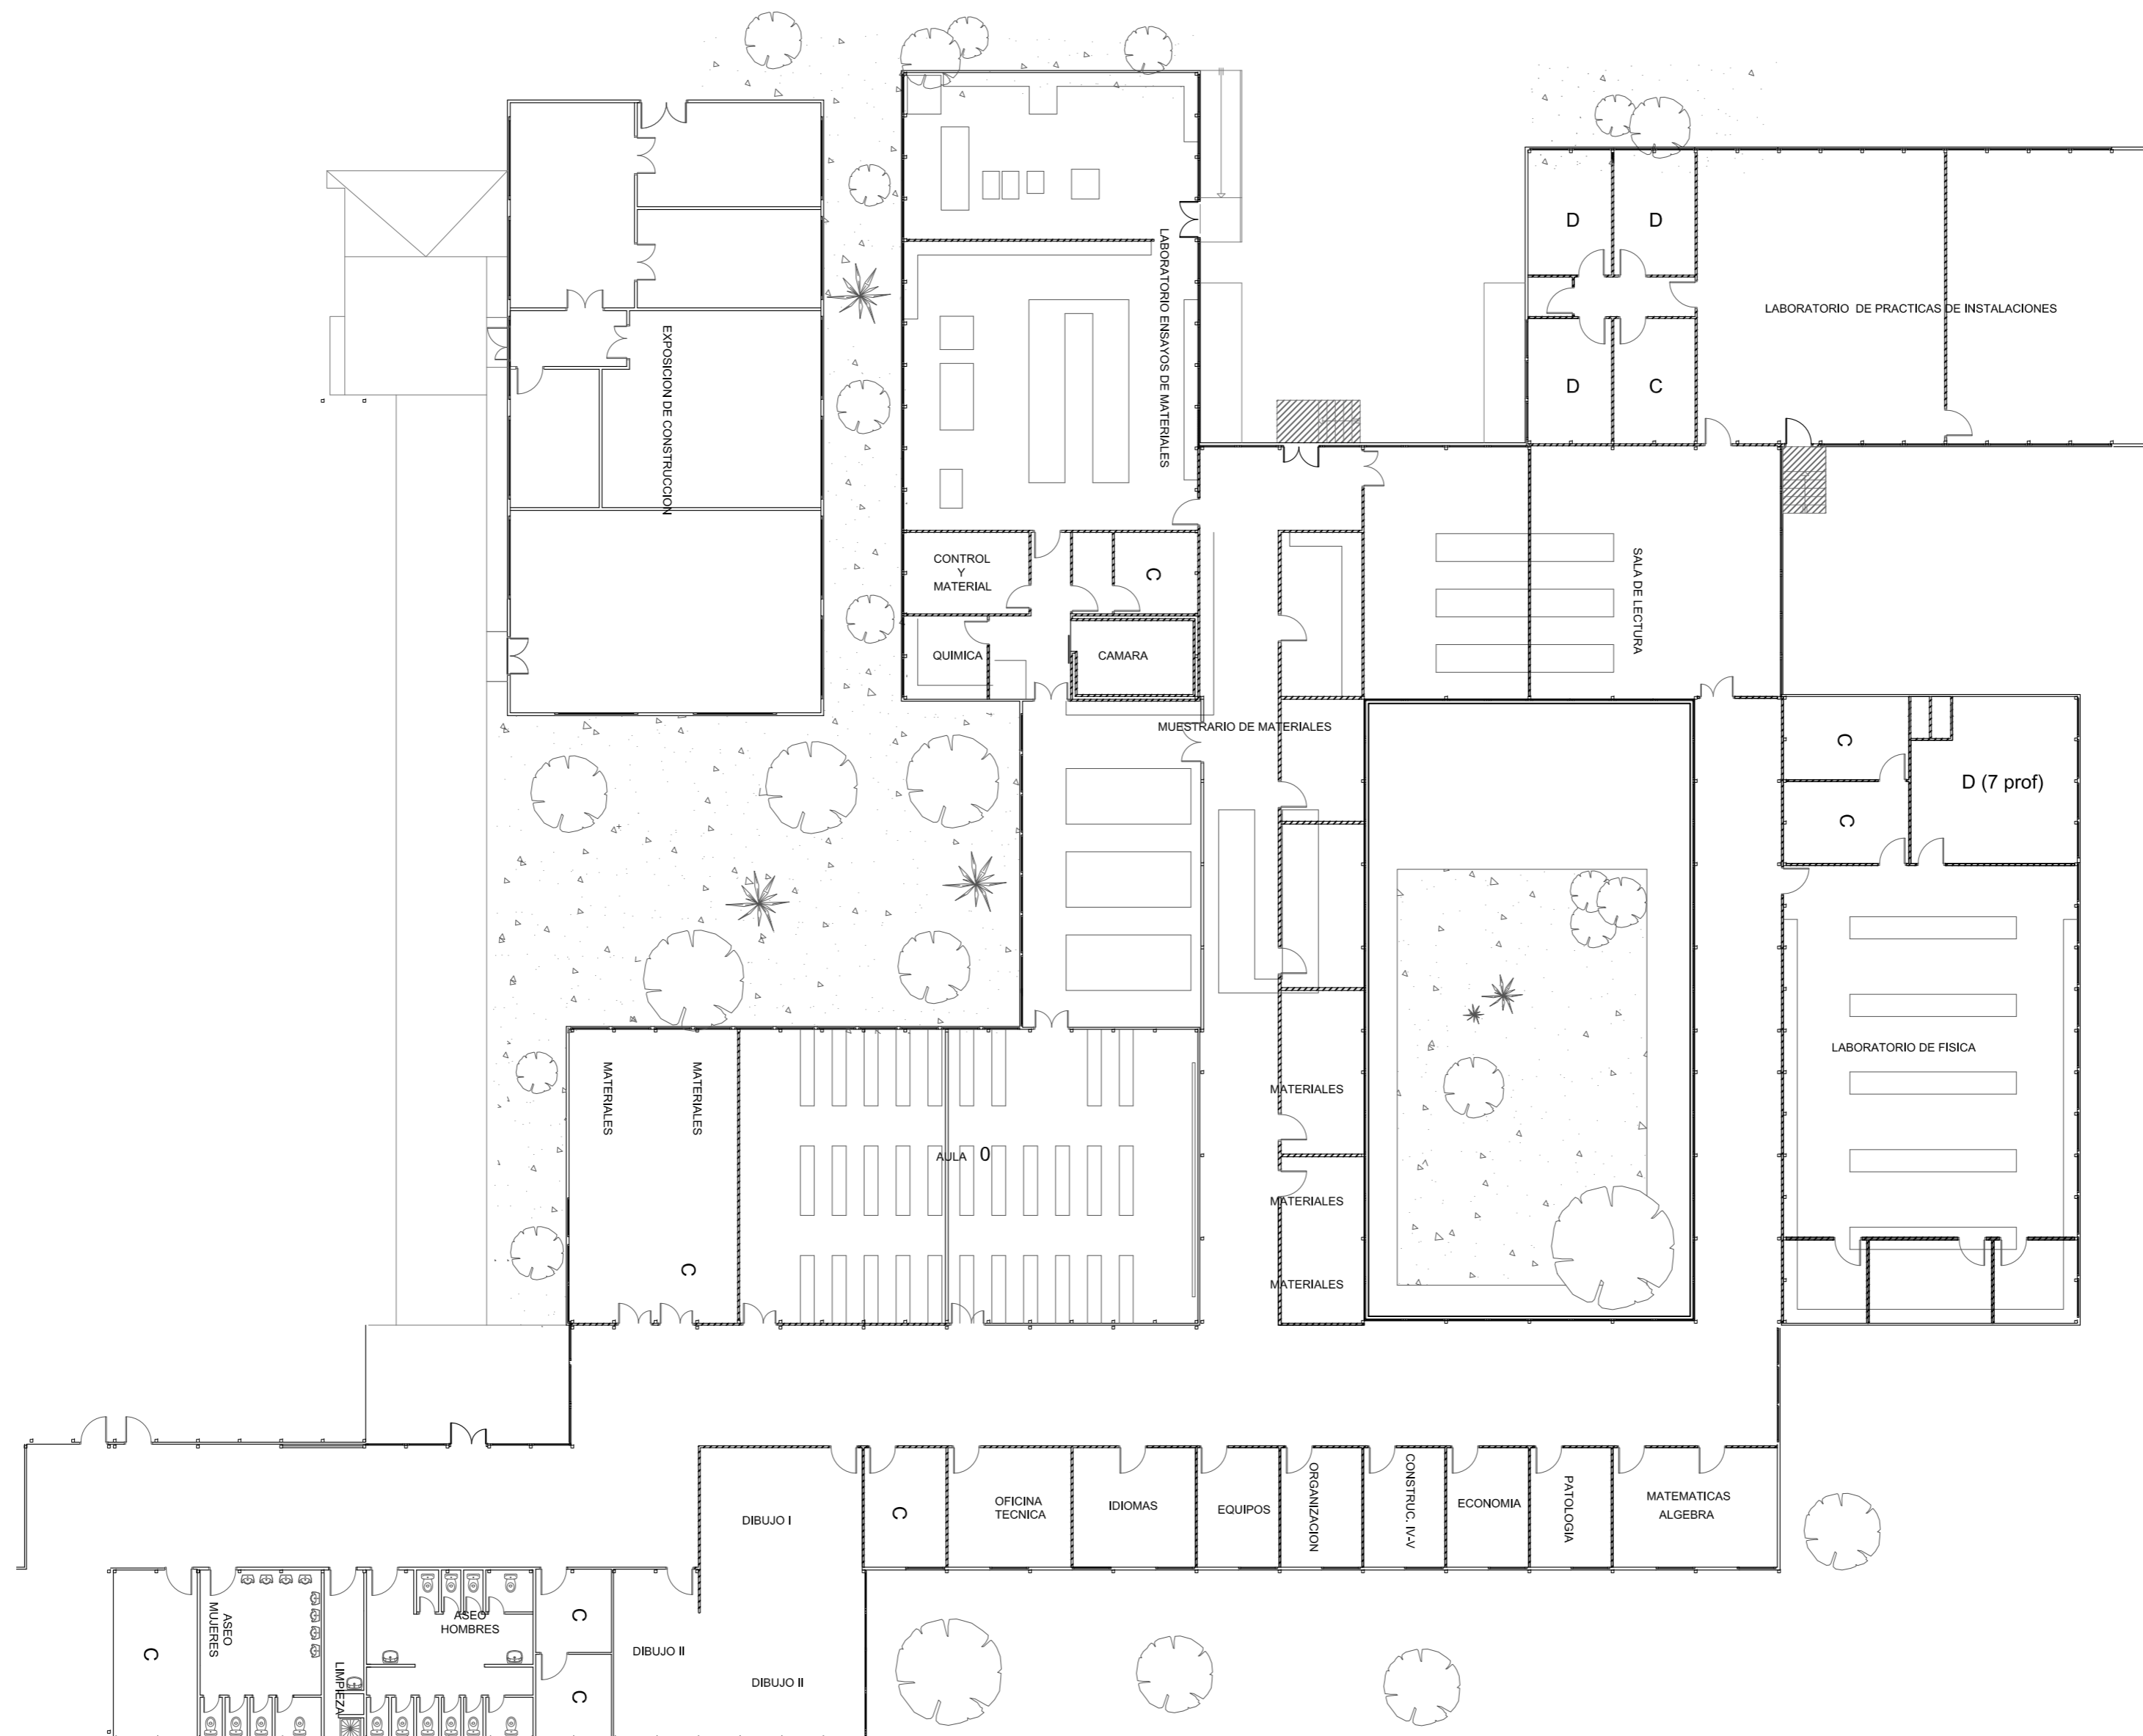 D
D
LABORATORIO DE PRACTICAS DE INSTALACIONES
LABORATORIO ENSAYOS DE MATERIALES
EXPOSICION DE CONSTRUCCION
D
C
CONTROL
Y
MATERIAL
C
SALA DE LECTURA
QUIMICA
CAMARA
MUESTRARIO DE MATERIALES
C
D (7 prof)
C
LABORATORIO DE FISICA
MATERIALES
MATERIALES
MATERIALES
AULA 0
MATERIALES
C
MATERIALES
DIBUJO I
C
OFICINA
TECNICA
IDIOMAS
EQUIPOS
ORGANIZACION
CONSTRUC. IV-V
ECONOMIA
PATOLOGIA
MATEMATICAS
ALGEBRA
C
ASEO
MUJERES
LIMPIEZA
ASEO
HOMBRES
C
C
DIBUJO II
DIBUJO II